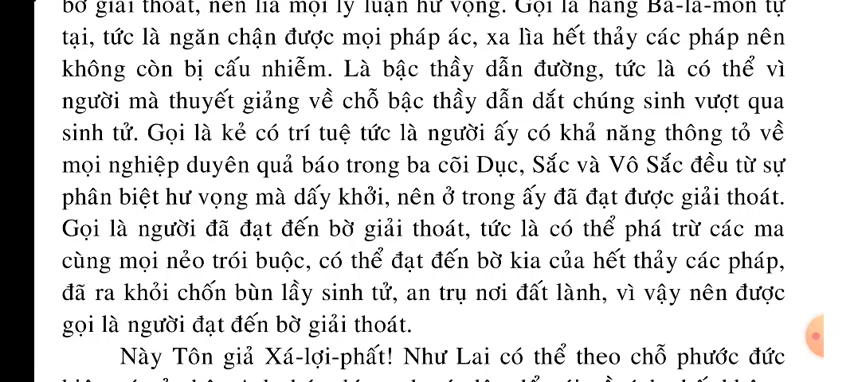 bờ giải thoát, nên lìa mọi lý luận hư vọng. Gọi là hàng Bà-la-môn tự
tại, tức là ngăn chận được mọi pháp ác, xa lìa hết thảy các pháp nên
không còn bị cấu nhiễm. Là bậc thầy dẫn đường, tức là có thể vì
người mà thuyết giảng về chỗ bậc thầy dẫn dắt chúng sinh vượt qua
sinh tử. Gọi là kẻ có trí tuệ tức là người ấy có khả năng thông tỏ về
mọi nghiệp duyên quả báo trong ba cõi Dục, Sắc và Vô Sắc đều từ sự
phân biệt hư vọng mà dấy khởi, nên ở trong ấy đã đạt được giải thoát.
Gọi là người đã đạt đến bờ giải thoát, tức là có thể phá trừ các ma
cùng mọi nẻo trói buộc, có thể đạt đến bờ kia của hết thảy các pháp,
đã ra khỏi chốn bùn lầy sinh tử, an trụ nơi đất lành, vì vậy nên được
gọi là người đạt đến bờ giải thoát.
Này Tôn giả Xá-lợi-phất! Như Lai có thể theo chỗ phước đức